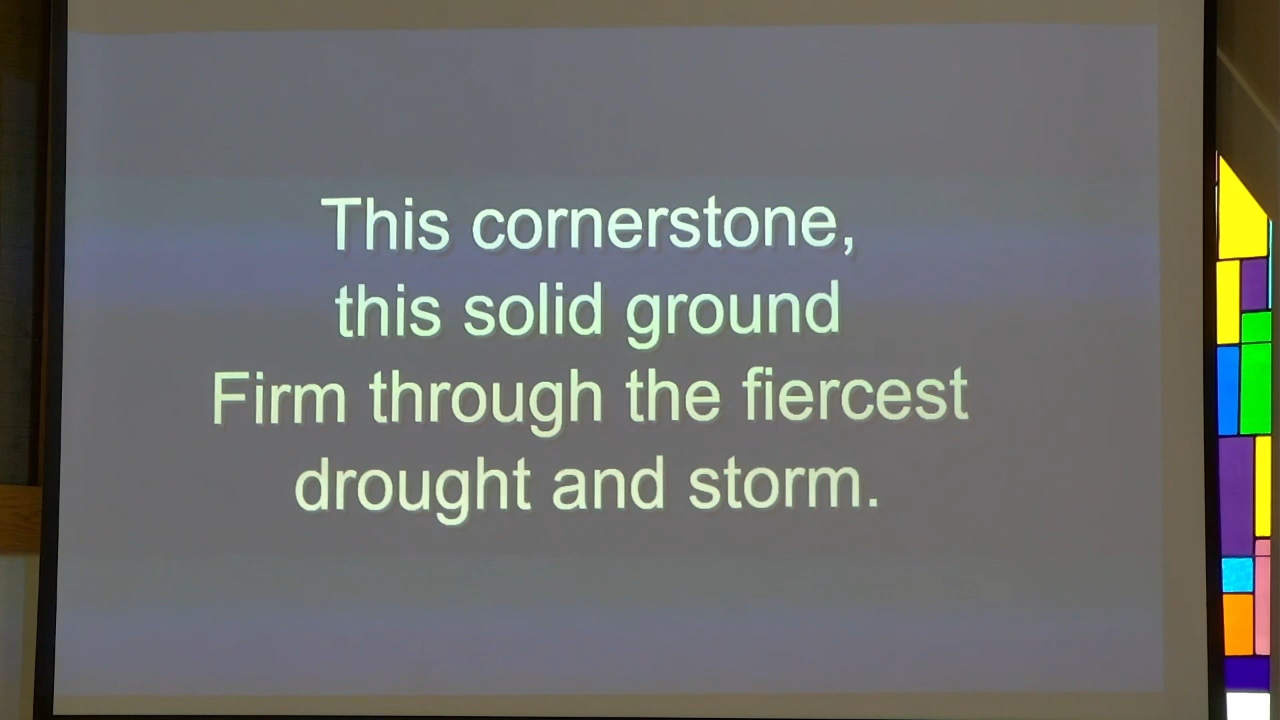 This cornerstone,
this solid ground
Firm through the fiercest
drought and storm.